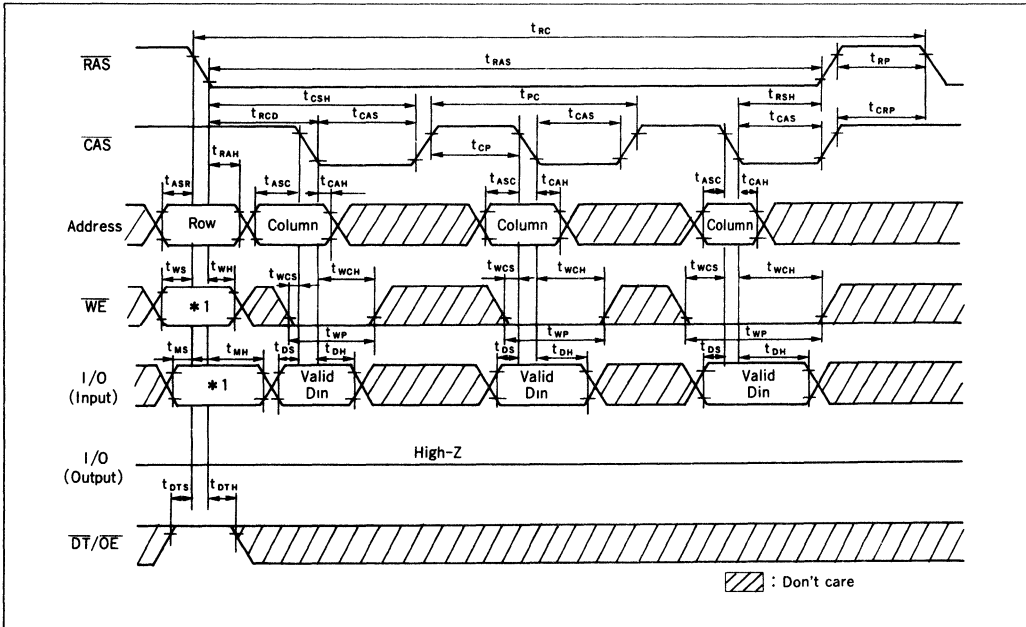 tRC
RAS
tRAS
tRP
tCSH
tPC
tRSH
tRCD
tCAS
tCAS
tCAS
tCRP
CAS
tCP
tRAH
tASR
tASC
tCAH
tASC
tCAH
tASC
tCAH
Address
Row
Column
Column
Column
tWS
tWH
tWCS
tWCH
tWCS
tWCH
tWCS
tWCH
WE
*1
tWP
tWP
tWP
tMS
tMH
tDS
tDH
tDS
tDH
tDS
tDH
I/O
(Input)
*1
Valid
Din
Valid
Din
Valid
Din
I/O
(Output)
High-Z
tDTS
tDTH
DT/OE
: Don't care